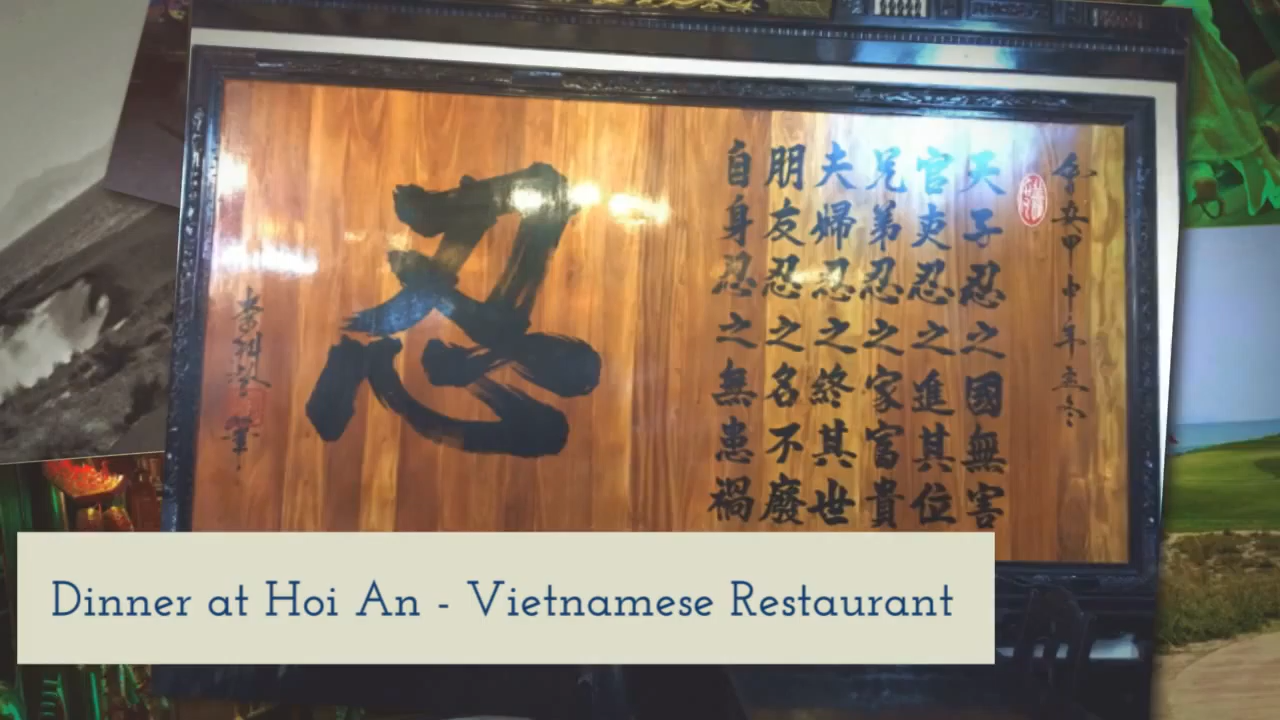 会安甲申年立冬
天子忍之國無害
官吏忍之進其位
兄弟忍之家富貴
夫婦忍之終其世
朋友忍之名不廢
自身忍之無患禍
忍
Dinner at Hoi An - Vietnamese Restaurant